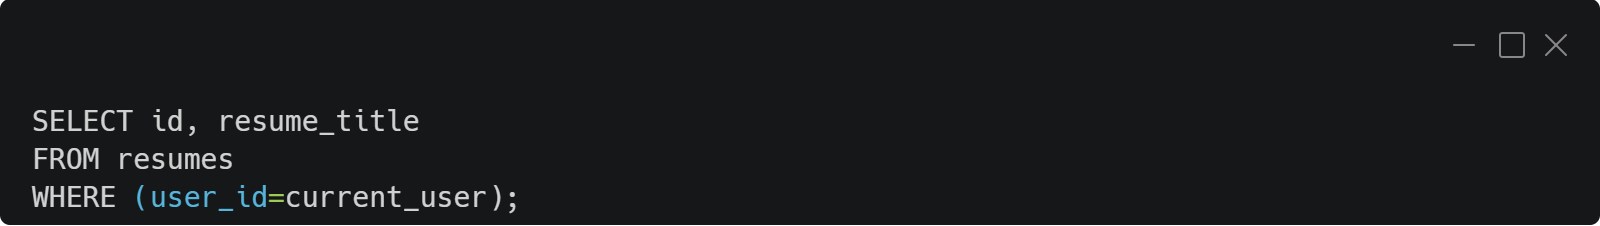 SELECT id, resume_title
FROM resumes
WHERE (user_id=current_user);